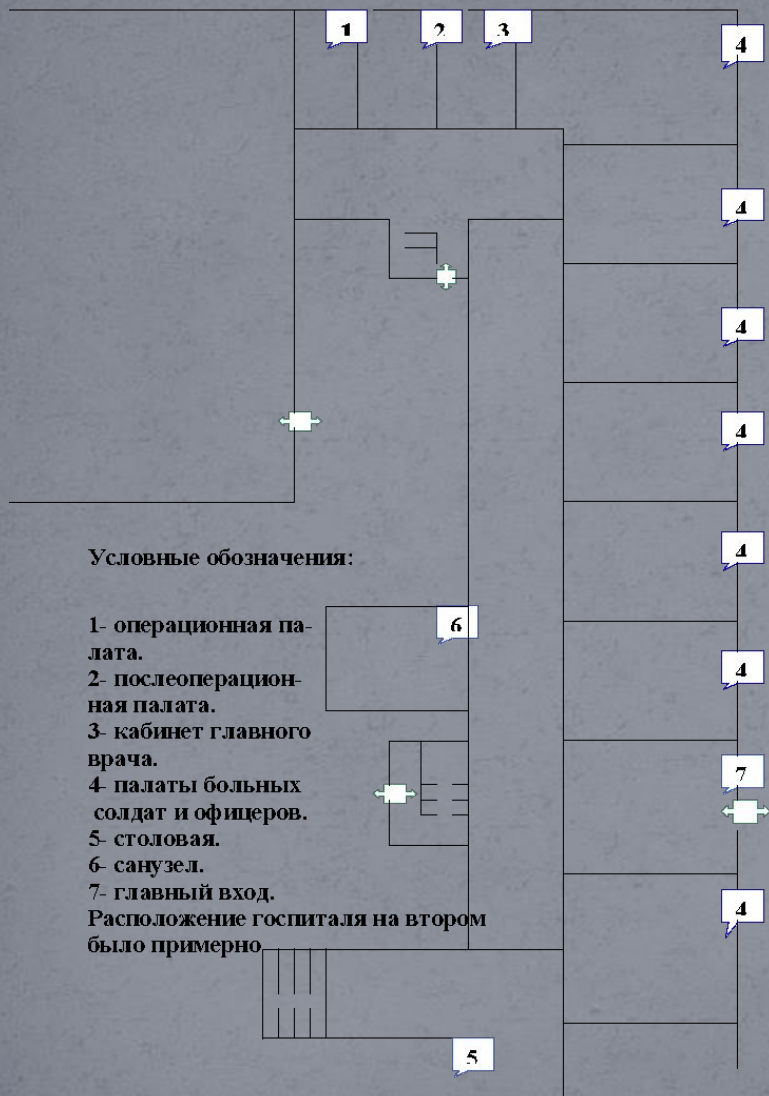 1 2 3 4
4
4
4
4
Условные обозначения:
6
1- операционная па-
лата.
4
2- послеоперацион-
ная палата.
3- кабинет главного
врача.
7
4- палаты больных
солдат и офицеров.
5- столовая.
6- санузел.
7- главный вход.
4
Расположение госпиталя на втором
было примерно
5